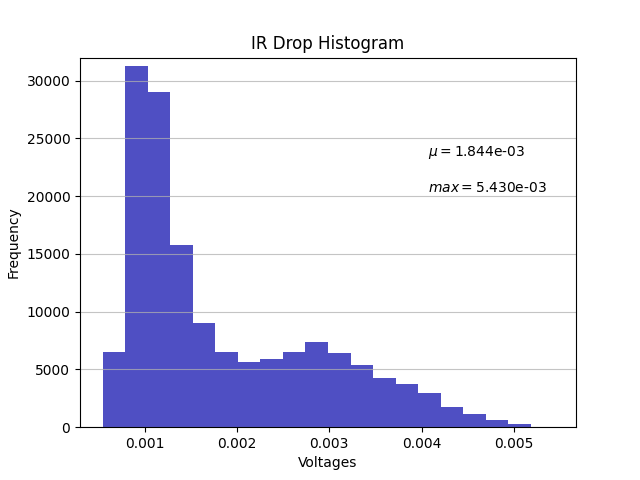 IR Drop Histogram
30000
25000
20000
15000
10000
5000
0
Frequency
μ = 1.844e-03
max = 5.430e-03
0.001 0.002 0.003 0.004 0.005
Voltages